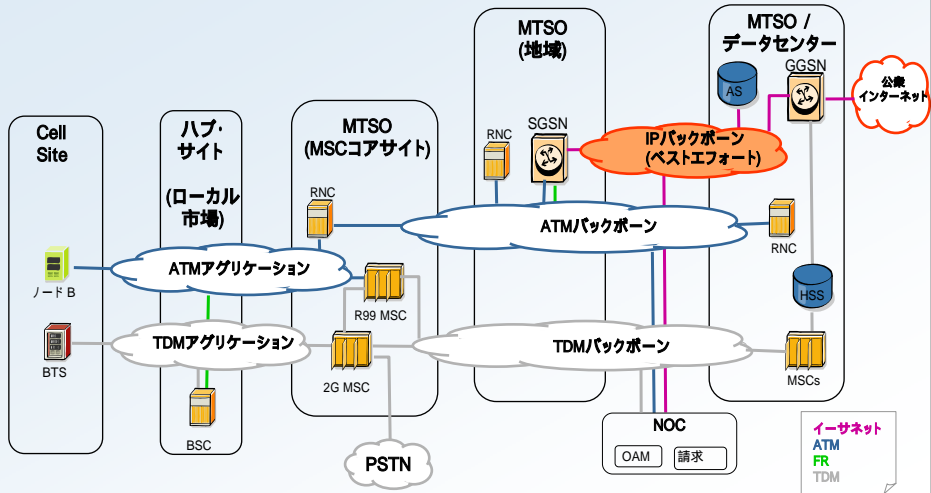 Cell
Site
ノード B
BTS
ハブ・
サイト
(ローカル
市場)
ATMアグリケーション
TDMアグリケーション
BSC
MTSO
(MSCコアサイト)
RNC
R99 MSC
2G MSC
PSTN
MTSO
(地域)
RNC
SGSN
IPバックボーン
(ベストエフォート)
ATMバックボーン
TDMバックボーン
MTSO /
データセンター
GGSN
AS
公衆
インターネット
RNC
HSS
MSCs
NOC
OAM
請求
イーサネット
ATM
FR
TDM